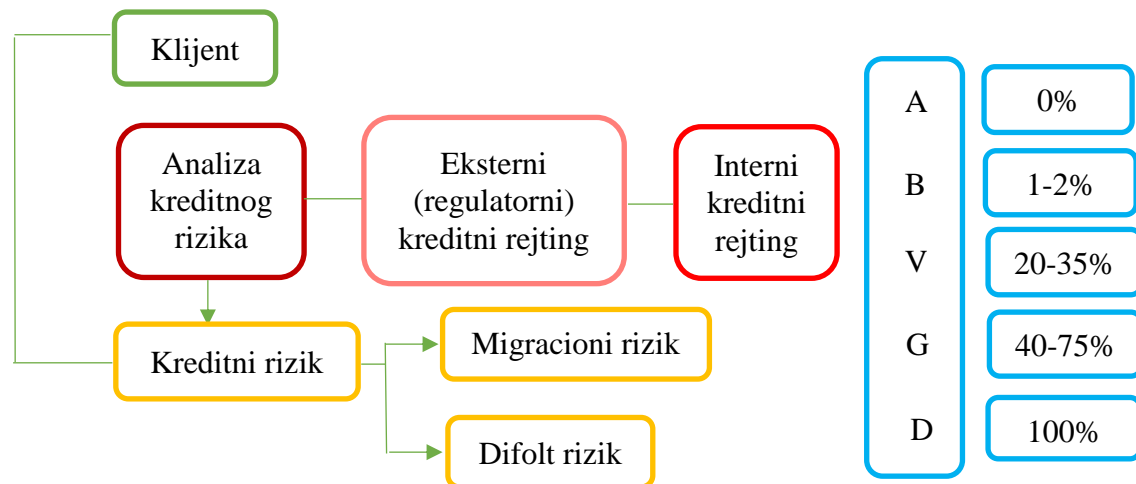 Klijent
Analiza
kreditnog
rizika
Eksterni
(regulatorni)
kreditni rejting
Interni
kreditni
rejting
Kreditni rizik
Migracioni rizik
Difolt rizik
A
0%
B
1-2%
V
20-35%
G
40-75%
D
100%